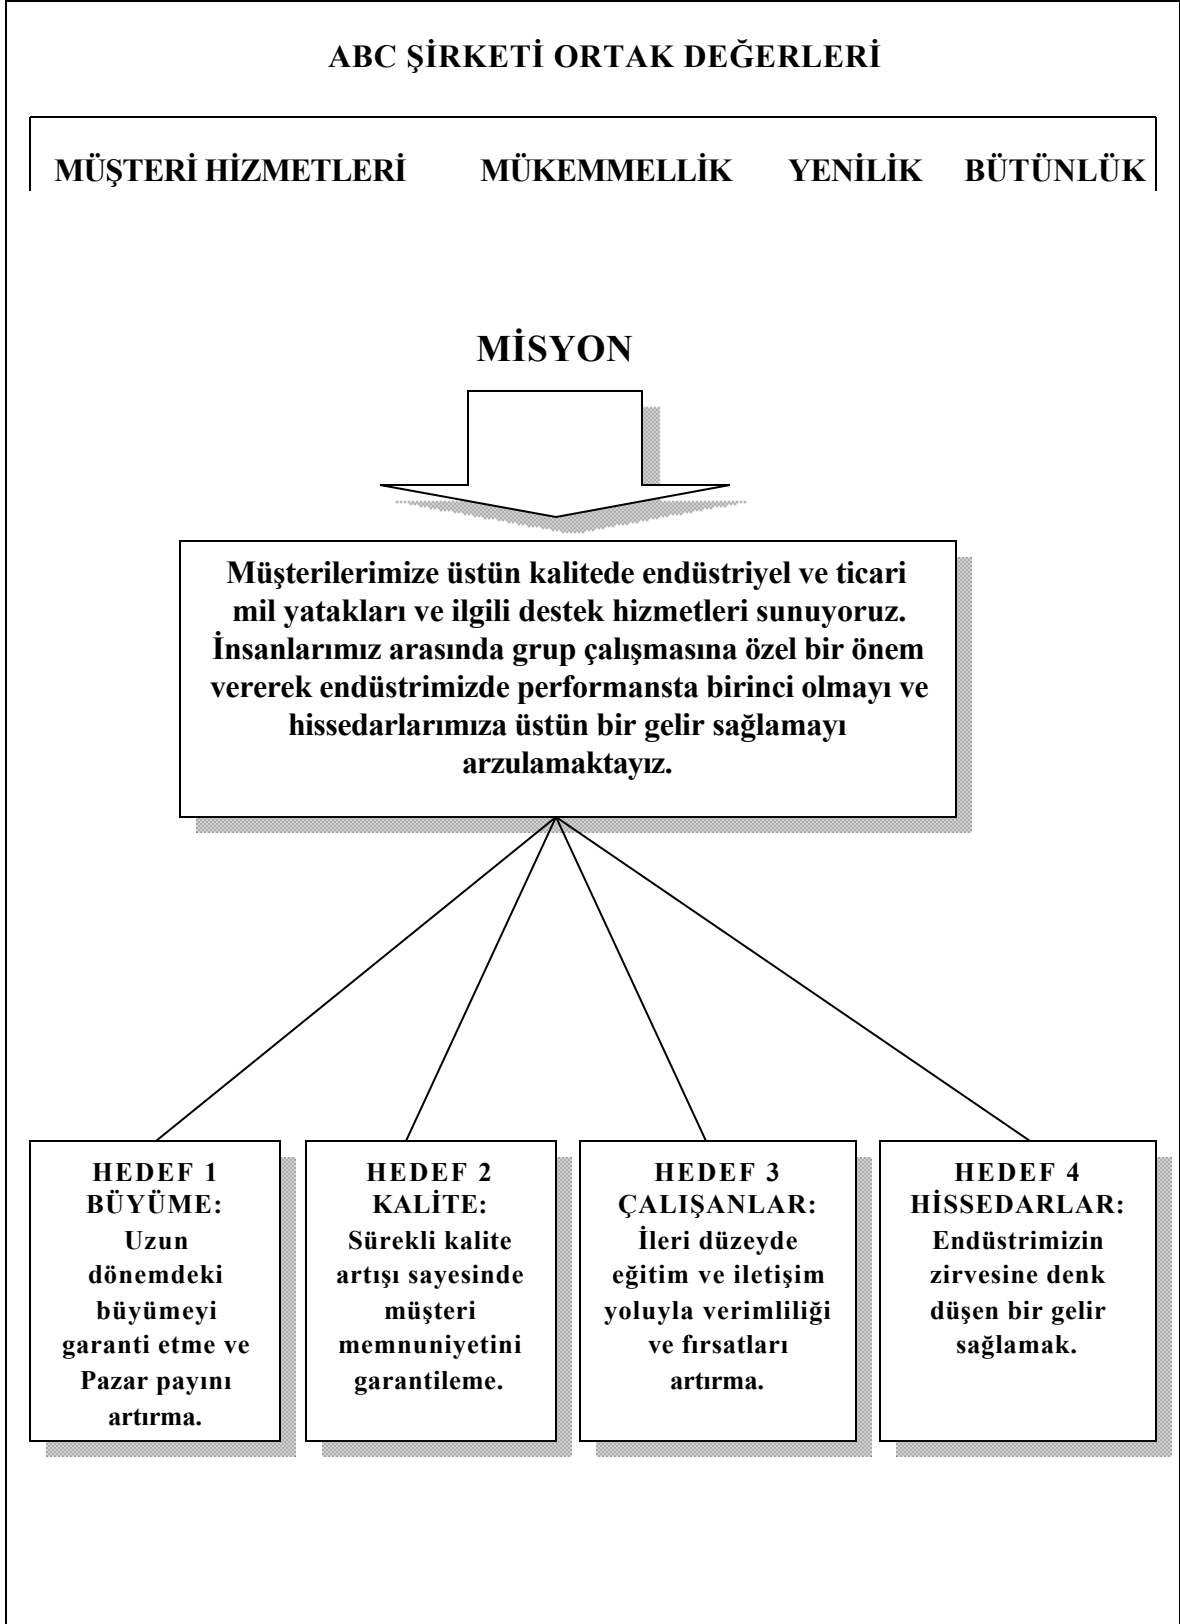 ABC ŞİRKETİ ORTAK DEĞERLERİ
MÜŞTERİ HİZMETLERİ MÜKEMMELLİK YENİLİK BÜTÜNLÜK
MİSYON
Müşterilerimize üstün kalitede endüstriyel ve ticari
mil yatakları ve ilgili destek hizmetleri sunuyoruz.
İnsanlarımız arasında grup çalışmasına özel bir önem
vererek endüstrimizde performansta birinci olmayı ve
hissedarlarımıza üstün bir gelir sağlamayı
arzulamaktayız.
HEDEF 1
BÜYÜME:
Uzun
dönemdeki
büyümeyi
garanti etme ve
Pazar payını
artırma.
HEDEF 2
KALİTE:
Sürekli kalite
artışı sayesinde
müşteri
memnuniyetini
garantileme.
HEDEF 3
ÇALIŞANLAR:
İleri düzeyde
eğitim ve iletişim
yoluyla verimliliği
ve fırsatları
artırma.
HEDEF 4
HİSSEDARLAR:
Endüstrimizin
zirvesine denk
düşen bir gelir
sağlamak.